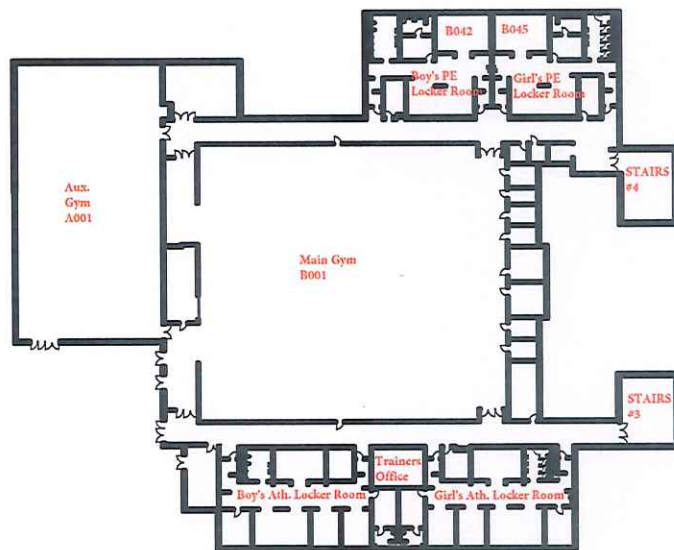 B042
B045
Boy's PE
Locker Room
Girl's PE
Locker Room
STAIRS
#4
Aux.
Gym
A001
Main Gym
B001
STAIRS
#3
Trainers
Office
Boy's Ath. Locker Room
Girl's Ath. Locker Room